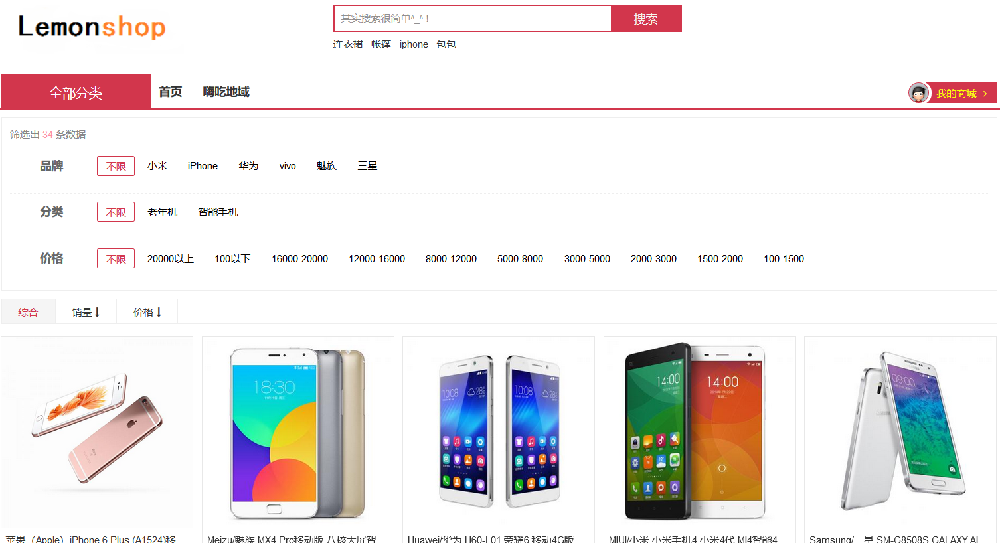 Lemonshop
其实搜索很简单^_^！
搜索
连衣裙 帐篷 iphone 包包
全部分类 首页 嗨吃地域
我的商城 >
筛选出 34 条数据
品牌 不限 小米 iPhone 华为 vivo 魅族 三星
分类 不限 老年机 智能手机
价格 不限 20000以上 100以下 16000-20000 12000-16000 8000-12000 5000-8000 3000-5000 2000-3000 1500-2000 100-1500
综合 销量 价格
18:30
10:08 28°
10:08 28°
14:00
14:00
09:00
苹果（Apple）iPhone 6 Plus (A1524)移
Meizu/魅族 MX4 Pro移动版 八核大屏智
Huawei/华为 H60-L01 荣耀6 移动4G版
MIUI/小米 小米手机4 小米4代 MI4智能4
Samsung/三星 SM-G8508S GALAXY Al